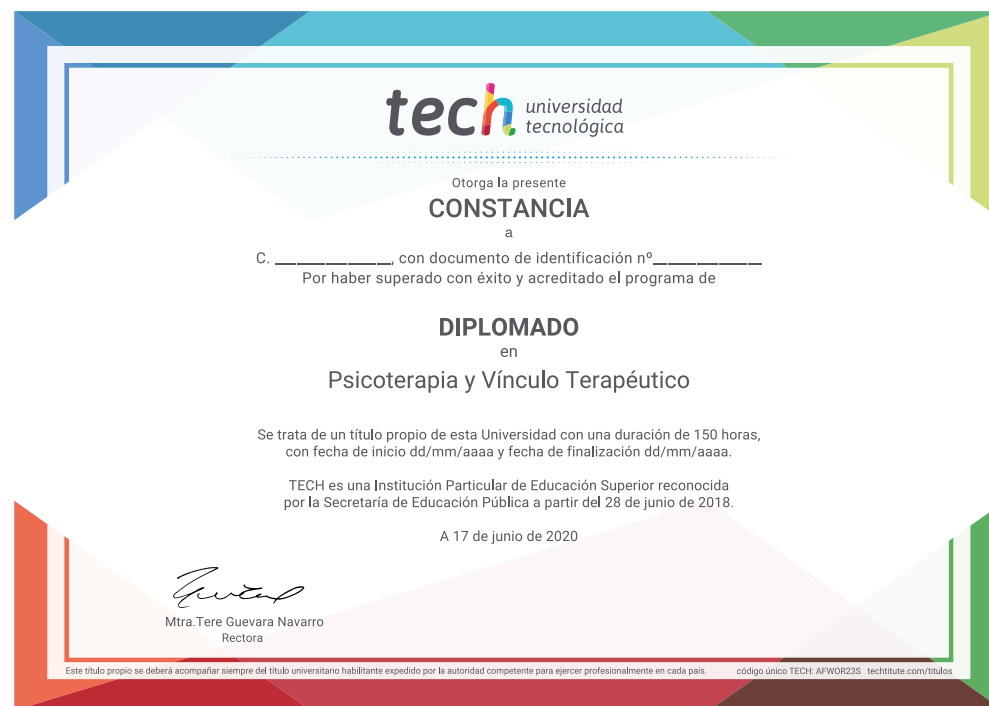 tech universidad
tecnológica
Otorga la presente
CONSTANCIA
a
C. ______________, con documento de identificación nº_____________
Por haber superado con éxito y acreditado el programa de
DIPLOMADO
en
Psicoterapia y Vínculo Terapéutico
Se trata de un título propio de esta Universidad con una duración de 150 horas,
con fecha de inicio dd/mm/aaaa y fecha de finalización dd/mm/aaaa.
TECH es una Institución Particular de Educación Superior reconocida
por la Secretaría de Educación Pública a partir del 28 de junio de 2018.
A 17 de junio de 2020
Mtra.Tere Guevara Navarro
Rectora
Este título propio se deberá acompañar siempre del título universitario habilitante expedido por la autoridad competente para ejercer profesionalmente en cada país. código único TECH: AFWOR23S techtitute.com/titulos